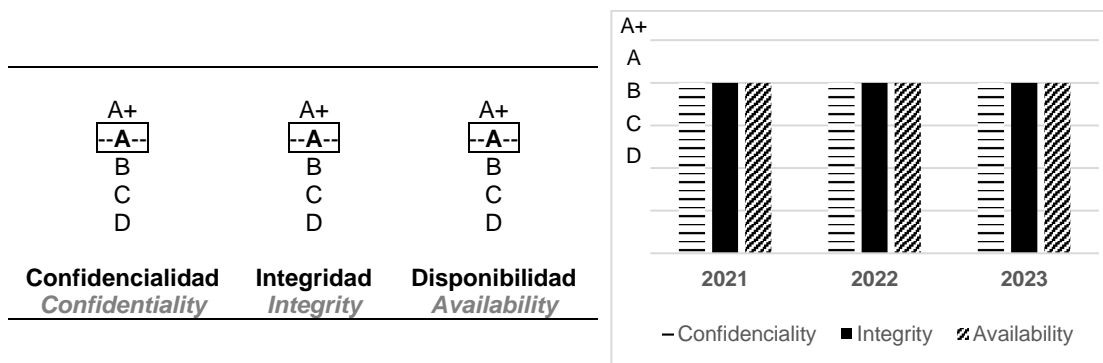 A+ A+ A+
--A-- --A-- --A--
B B B
C C C
D D D
Confidencialidad Integridad Disponibilidad
Confidentiality Integrity Availability
A+
A
B
C
D
2021 2022 2023
Confidenciality Integrity Availability